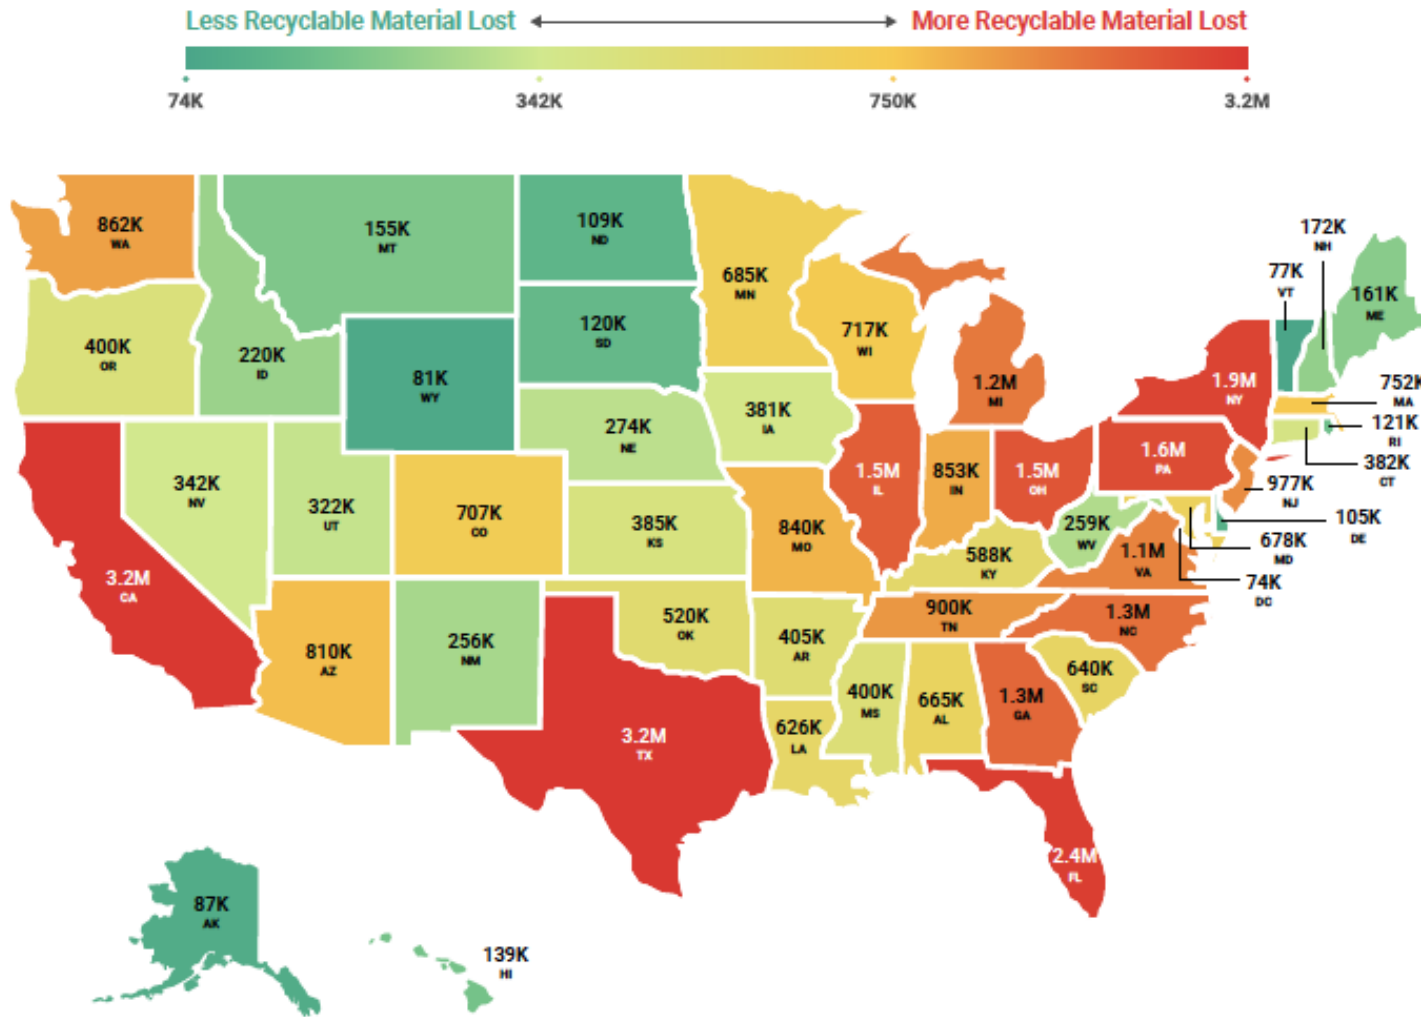 Less Recyclable Material Lost
More Recyclable Material Lost
74K
342K
750K
3.2M
862K
WA
155K
MT
109K
ND
685K
MN
172K
NH
77K
VT
161K
ME
400K
OR
220K
ID
81K
WY
120K
SD
717K
WI
1.2M
MI
1.9M
NY
752K
MA
121K
RI
382K
CT
274K
NE
381K
IA
342K
NV
322K
UT
707K
CO
385K
KS
840K
MO
1.5M
IL
853K
IN
1.5M
OH
1.6M
PA
977K
NJ
105K
DE
678K
MD
74K
DC
259K
WV
1.1M
VA
588K
KY
3.2M
CA
810K
AZ
256K
NM
520K
OK
405K
AR
900K
TN
1.3M
NC
640K
SC
3.2M
TX
626K
LA
400K
MS
665K
AL
1.3M
GA
2.4M
FL
87K
AK
139K
HI